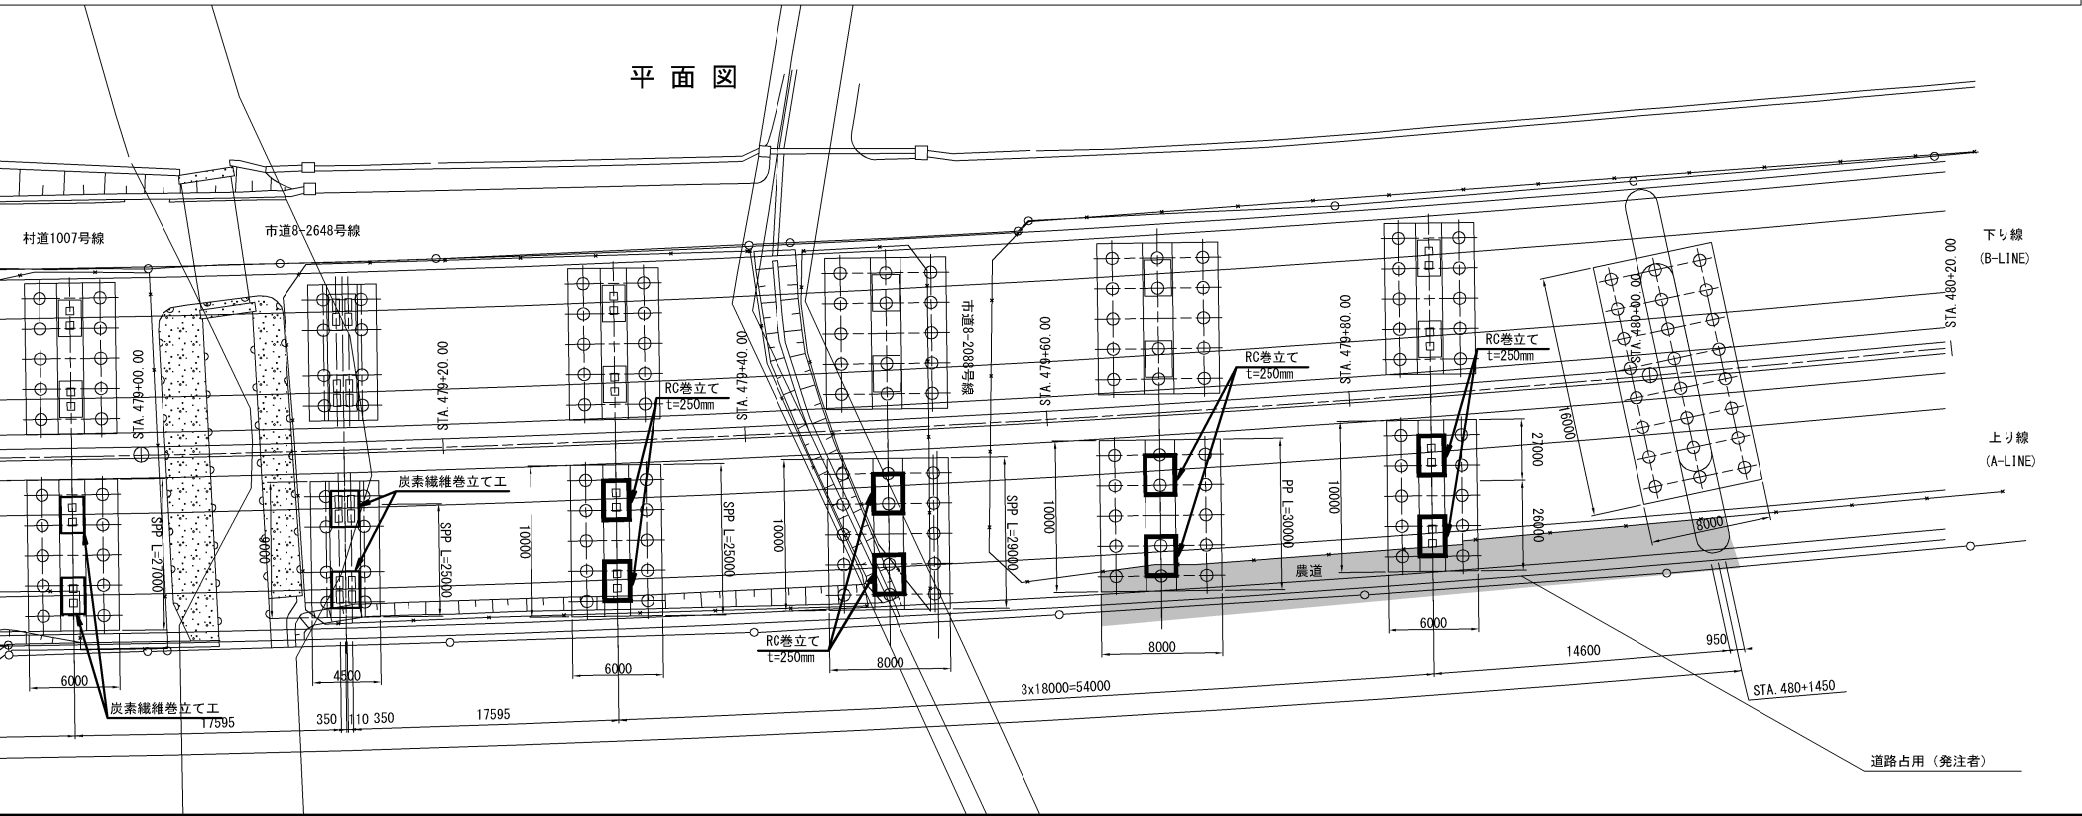 平面図
村道1007号線
市道8-2648号線
下り線
(B-LINE)
市道8-2088号線
STA.479+00.00
STA.479+20.00
STA.479+40.00
STA.479+60.00
STA.479+80.00
STA.480+00.00
STA.480+20.00
RC巻立て
t=250mm
RC巻立て
t=250mm
RC巻立て
t=250mm
上り線
(A-LINE)
炭素繊維巻立て工
SPP L=27000
9000
SPP L=25000
10000
SPP L=25000
10000
SPP L=29000
10000
PP L=30000
10000
27000
26000
16000
8000
農道
RC巻立て
t=250mm
6000
4500
6000
8000
8000
6000
14600
950
3x18000=54000
STA.480+1450
炭素繊維巻立て工
17595
350
110
350
17595
道路占用（発注者）